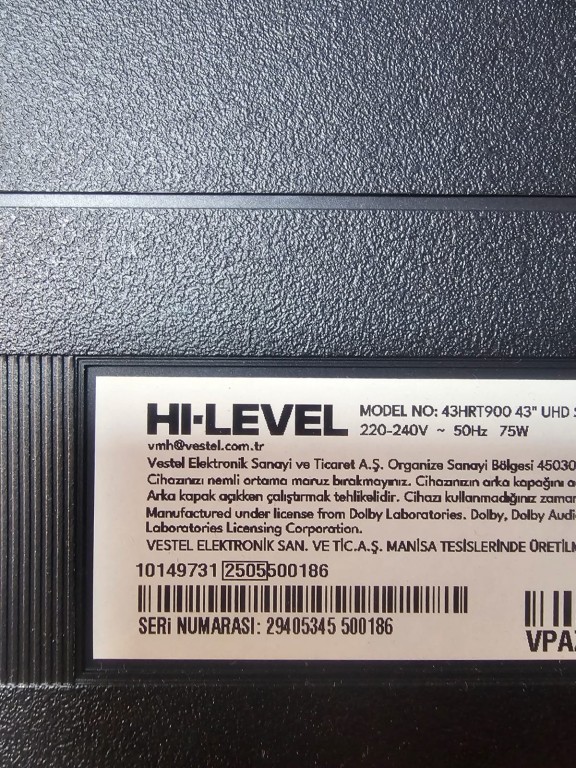 HI-LEVEL
MODEL NO: 43HRT900 43" UHD
220-240V ~ 50Hz 75W
vmh@vestel.com.tr
Vestel Elektronik Sanayi ve Ticaret A.Ş. Organize Sanayi Bölgesi 45030
Cihazınızı nemli ortama maruz bırakmayınız. Cihazınızın arka kapağını
Arka kapak açıkken çalıştırmak tehlikelidir. Cihazı kullanmadığınız zaman
Manufactured under license from Dolby Laboratories. Dolby, Dolby
Laboratories Licensing Corporation.
VESTEL ELEKTRONİK SAN. VE TİC.A.Ş. MANİSA TESİSLERİNDE
10149731 2505500186
SERİ NUMARASI: 29405345 500186